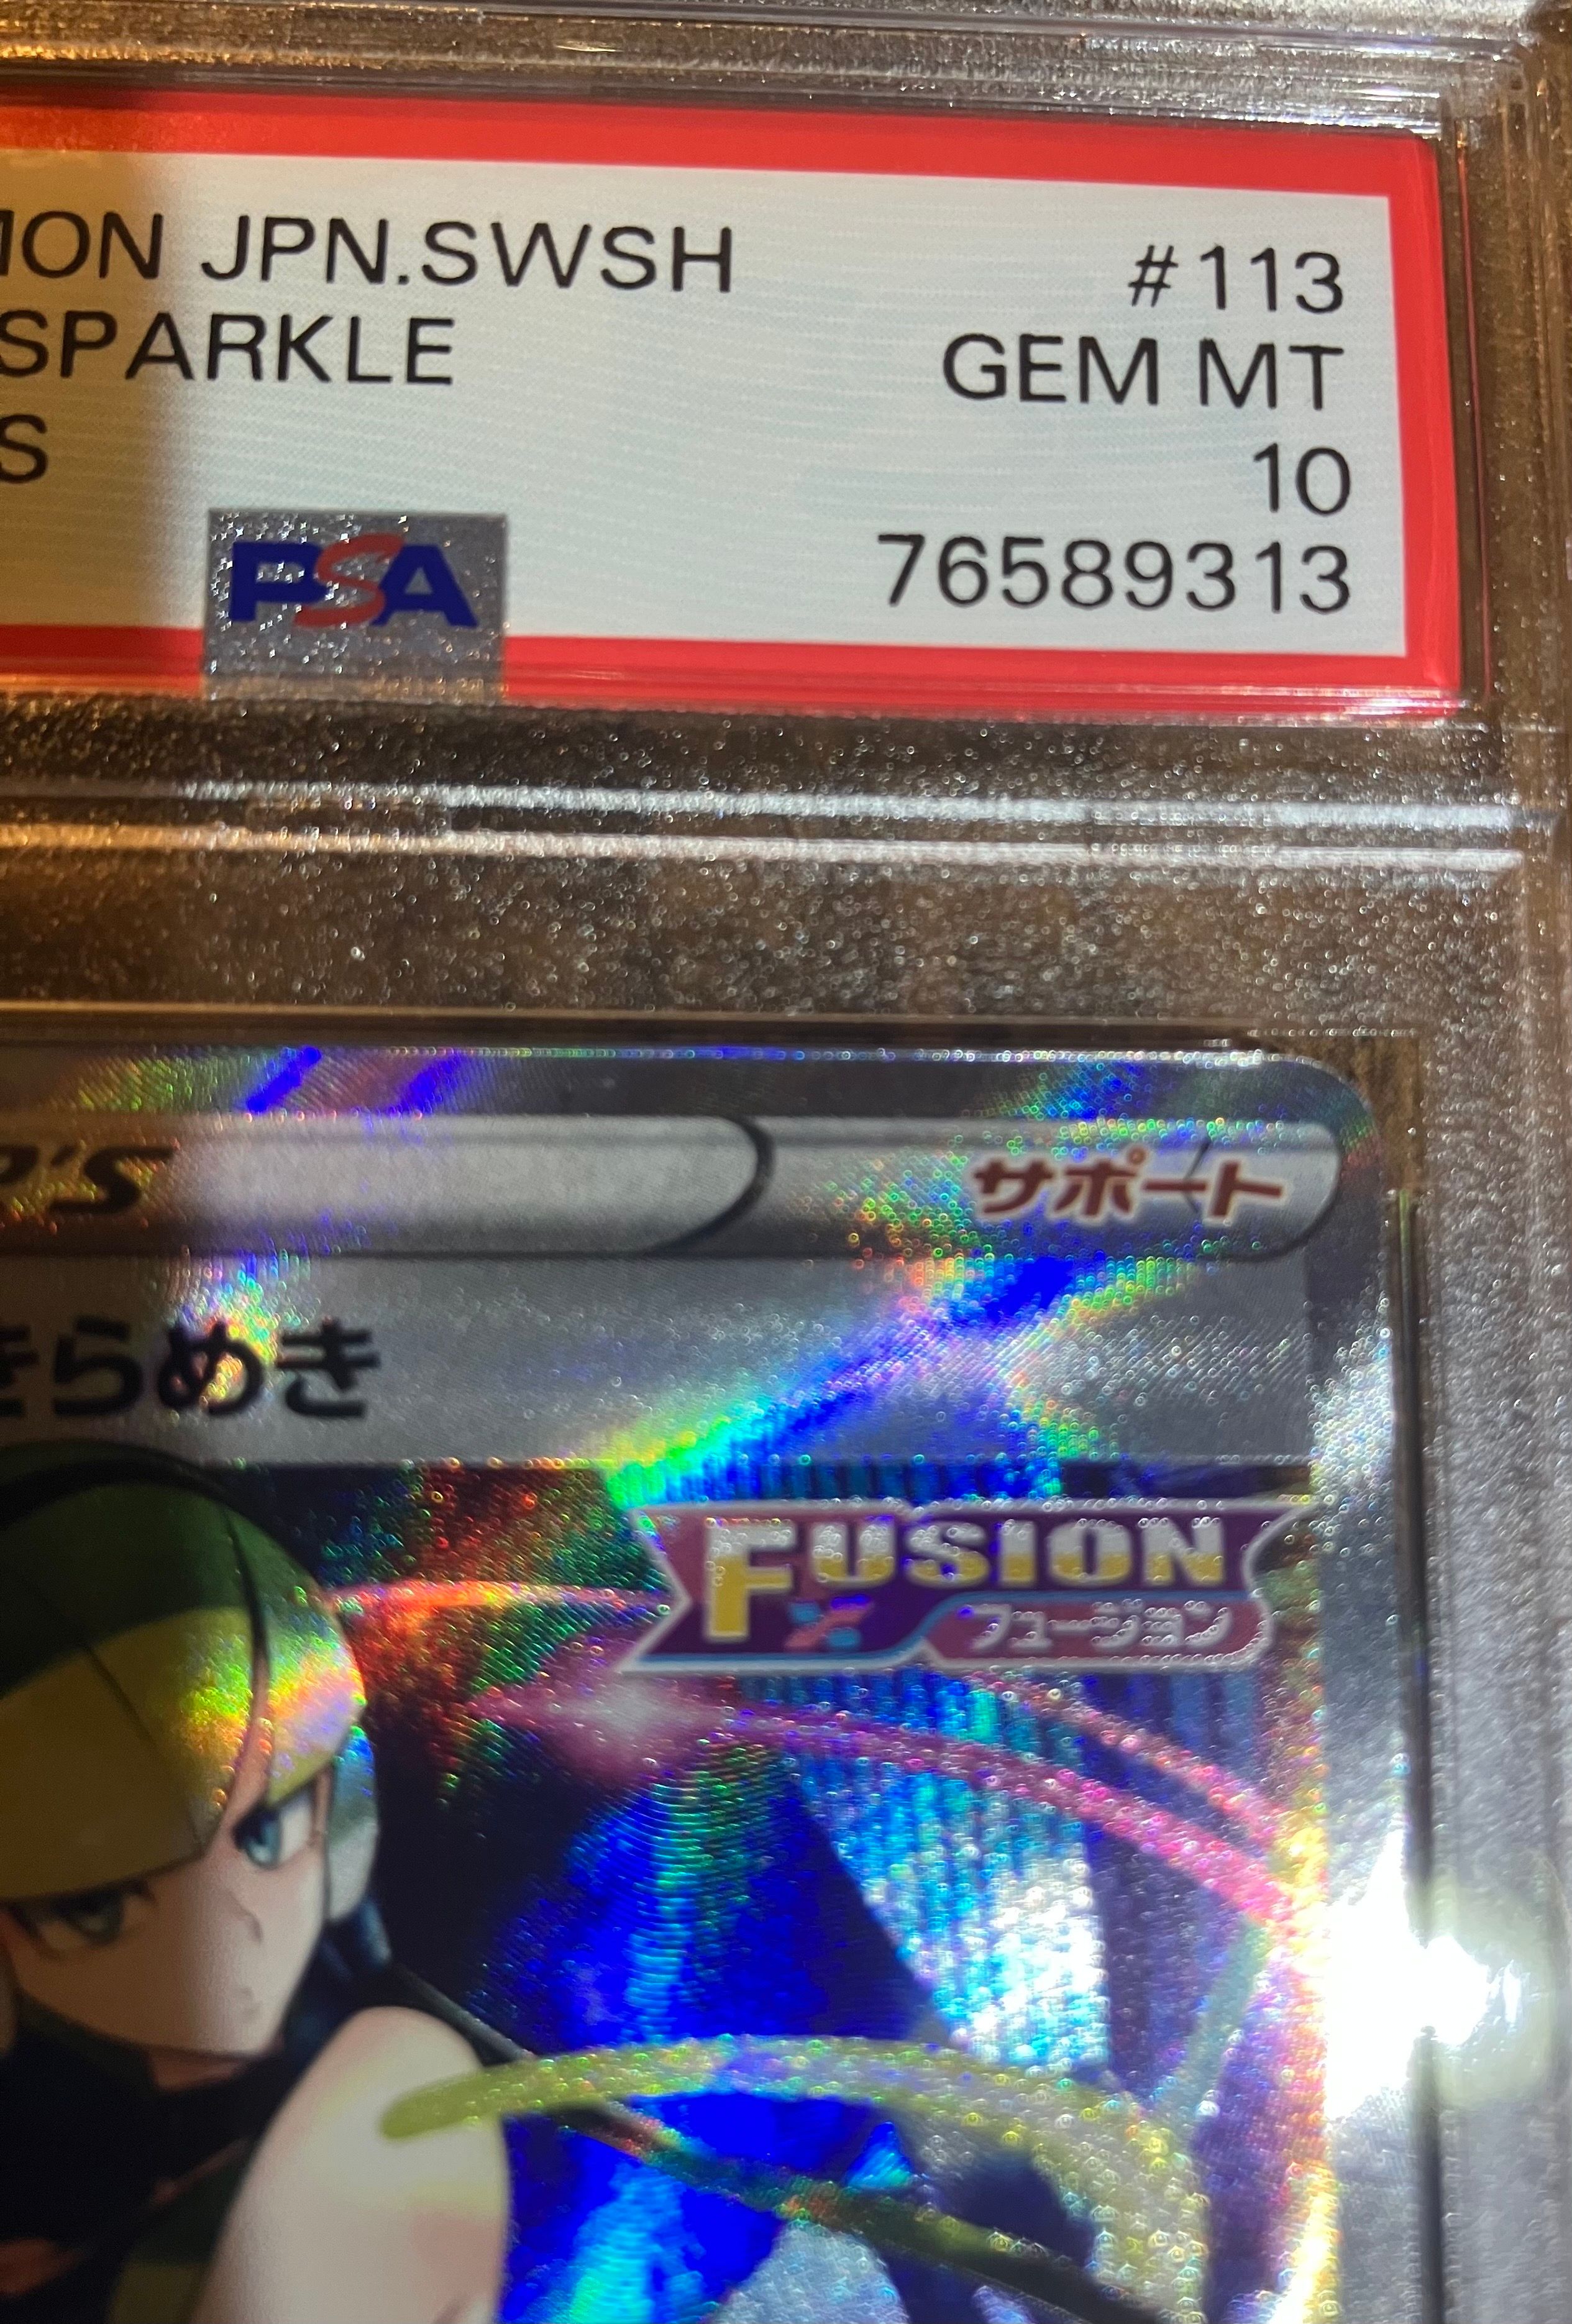 MON JPN.SWSH
#113
SPARKLE
GEM MT
S
10
PSA
76589313
R'S
サポート
きらめき
FUSION
フュージョン